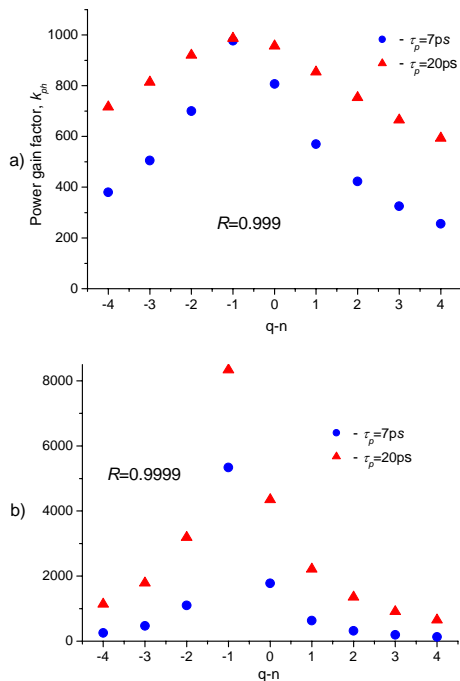 a)
Power gain factor, k_ph
1000
800
600
400
200
0
- τ_p=7ps
- τ_p=20ps
R=0.999
-4 -3 -2 -1 0 1 2 3 4
q-n
b)
8000
6000
4000
2000
0
- τ_p=7ps
- τ_p=20ps
R=0.9999
-4 -3 -2 -1 0 1 2 3 4
q-n